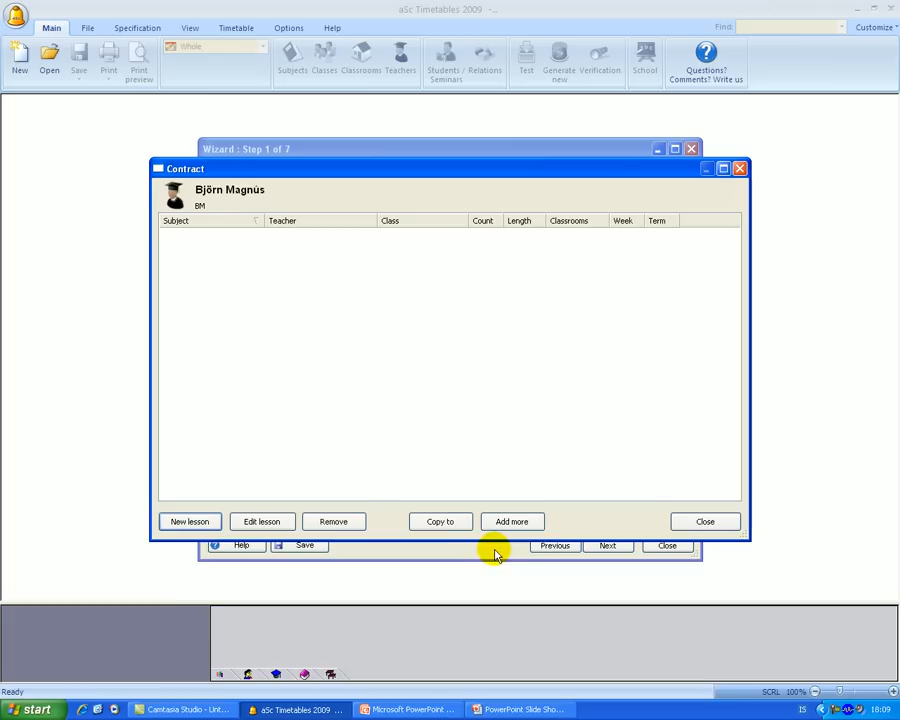 aSc Timetables 2009 -...
Main File Specification View Timetable Options Help
Find:
Customize
New Open Save Print Print preview
Whole
Subjects Classes Classrooms Teachers Students / Seminars Relations Test Generate new Verification School Questions? Comments? Write us
Wizard : Step 1 of 7
Contract
Björn Magnús
BM
Subject Teacher Class Count Length Classrooms Week Term
New lesson Edit lesson Remove Copy to Add more Close
Help Save Previous Next Close
Ready
SCRL 100%
start
Camtasia Studio - Unt...
aSc Timetables 2009 ...
Microsoft PowerPoint ...
PowerPoint Slide Sho...
IS
18:09